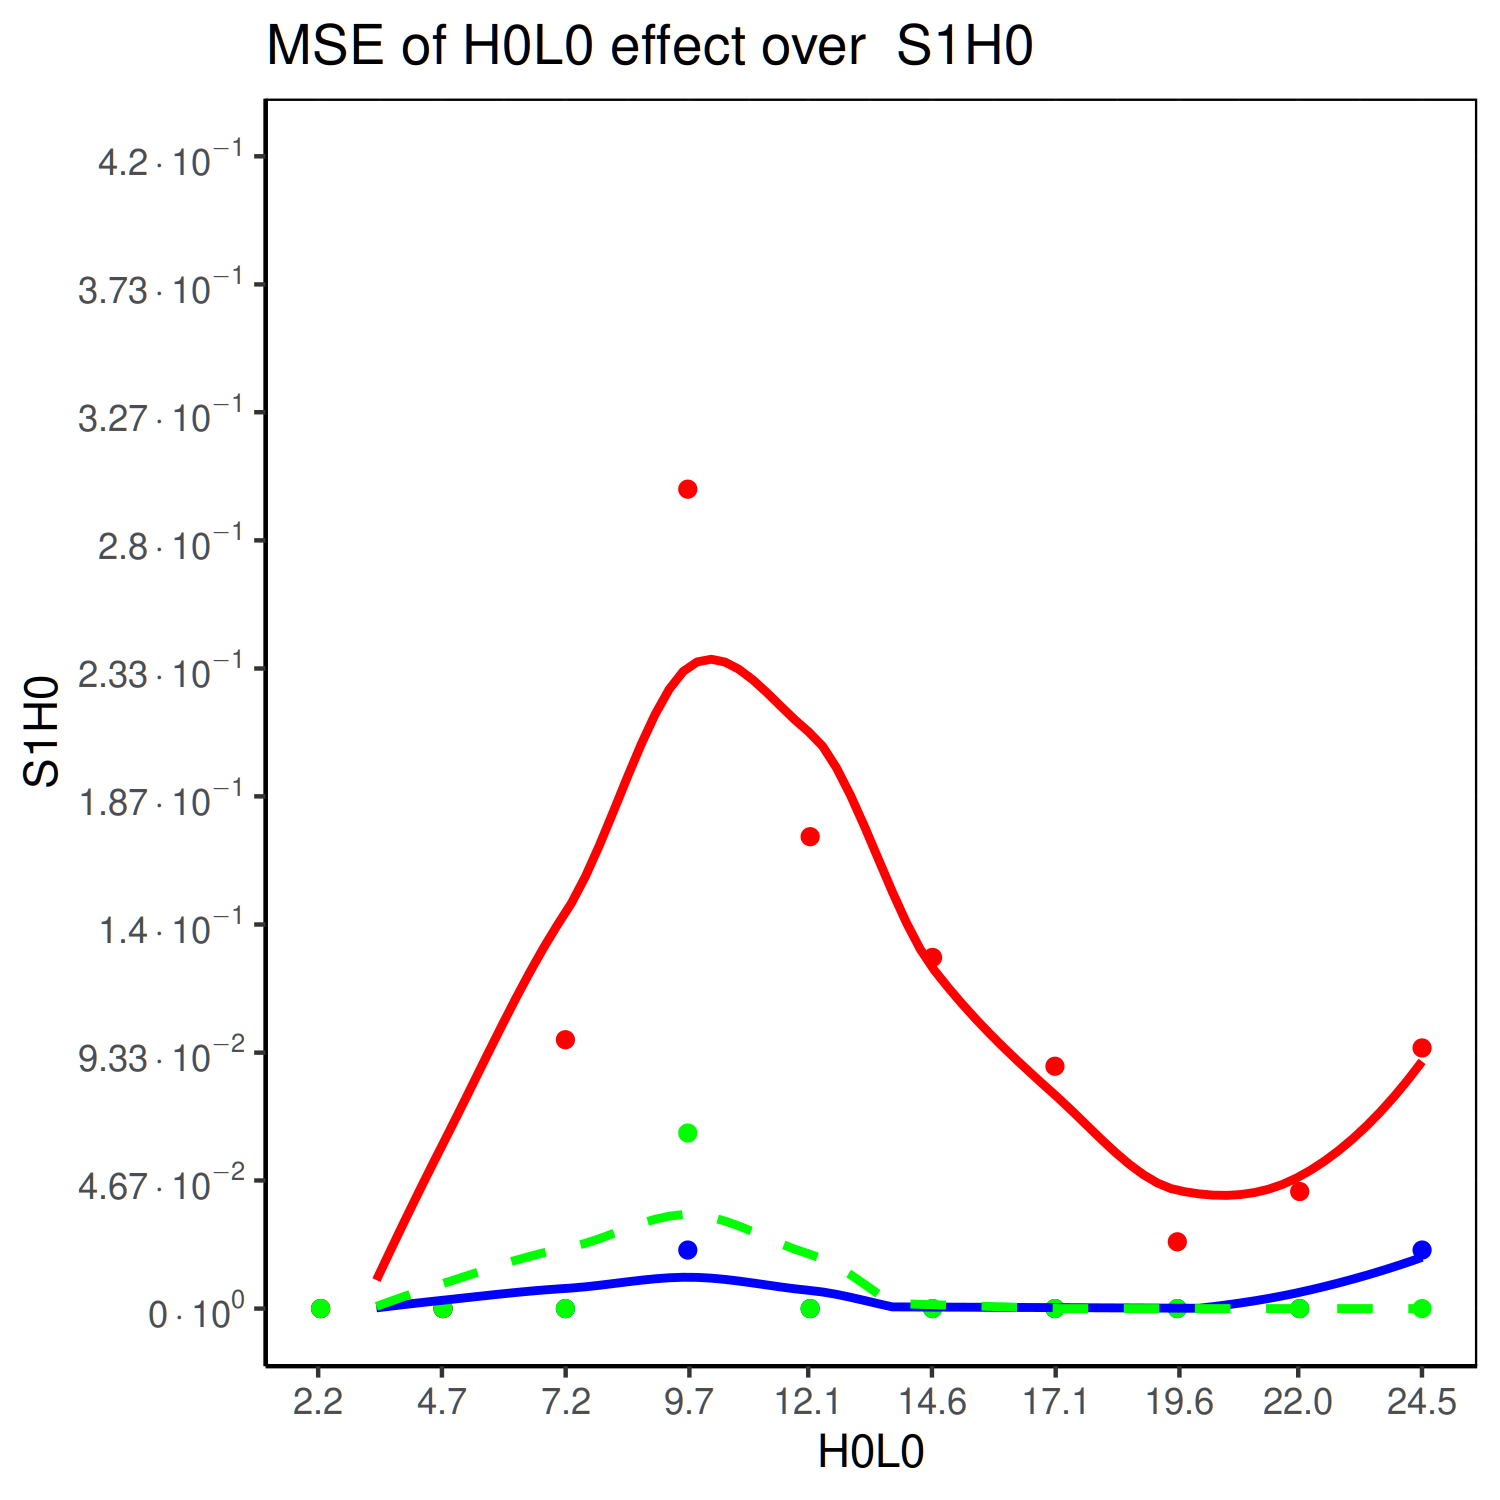 MSE of H0L0 effect over  S1H0
4.2 · 10⁻¹
3.73 · 10⁻¹
3.27 · 10⁻¹
2.8 · 10⁻¹
2.33 · 10⁻¹
1.87 · 10⁻¹
1.4 · 10⁻¹
9.33 · 10⁻²
4.67 · 10⁻²
0 · 10⁰
S1H0
2.2 4.7 7.2 9.7 12.1 14.6 17.1 19.6 22.0 24.5
H0L0